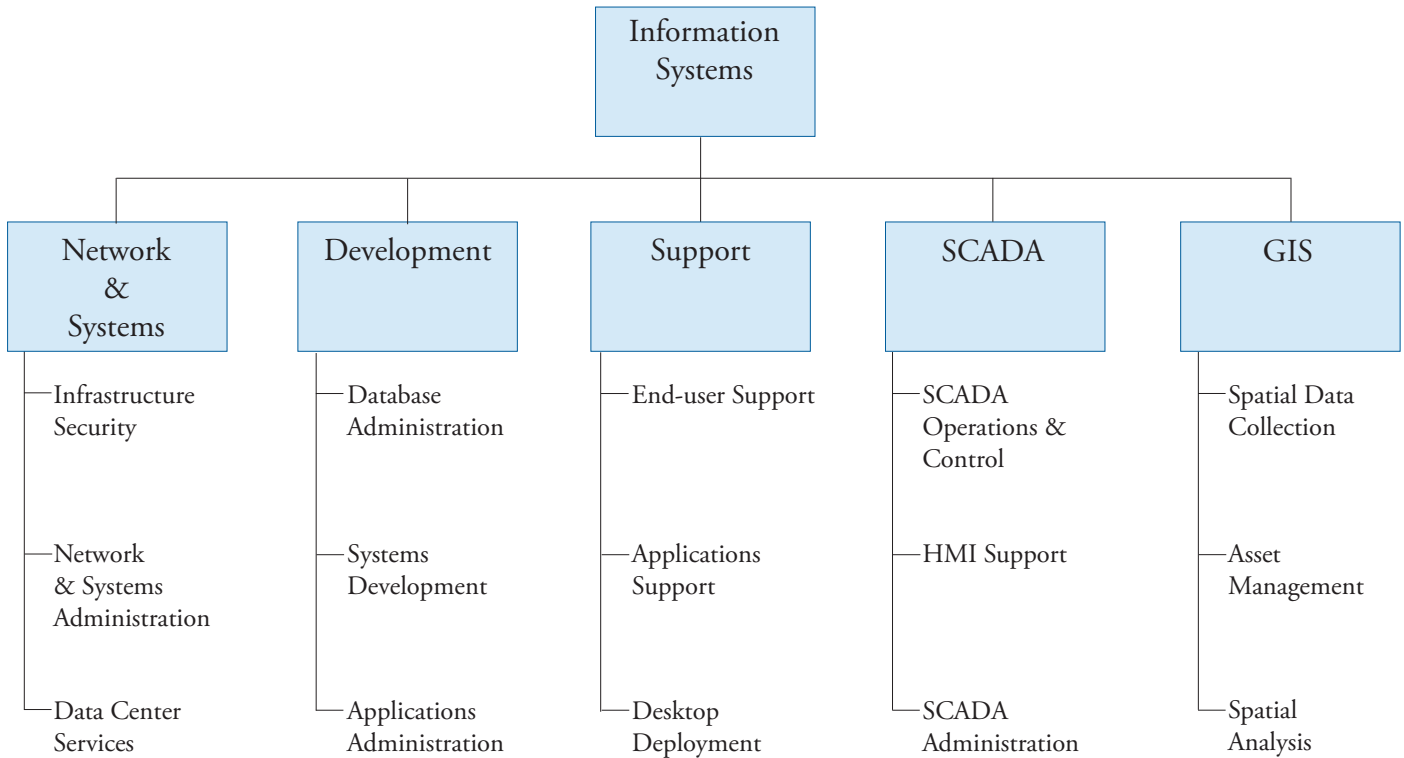 Information
Systems
Network
&
Systems
Development
Support
SCADA
GIS
Infrastructure
Security
Network
& Systems
Administration
Data Center
Services
Database
Administration
Systems
Development
Applications
Administration
End-user Support
Applications
Support
Desktop
Deployment
SCADA
Operations &
Control
HMI Support
SCADA
Administration
Spatial Data
Collection
Asset
Management
Spatial
Analysis